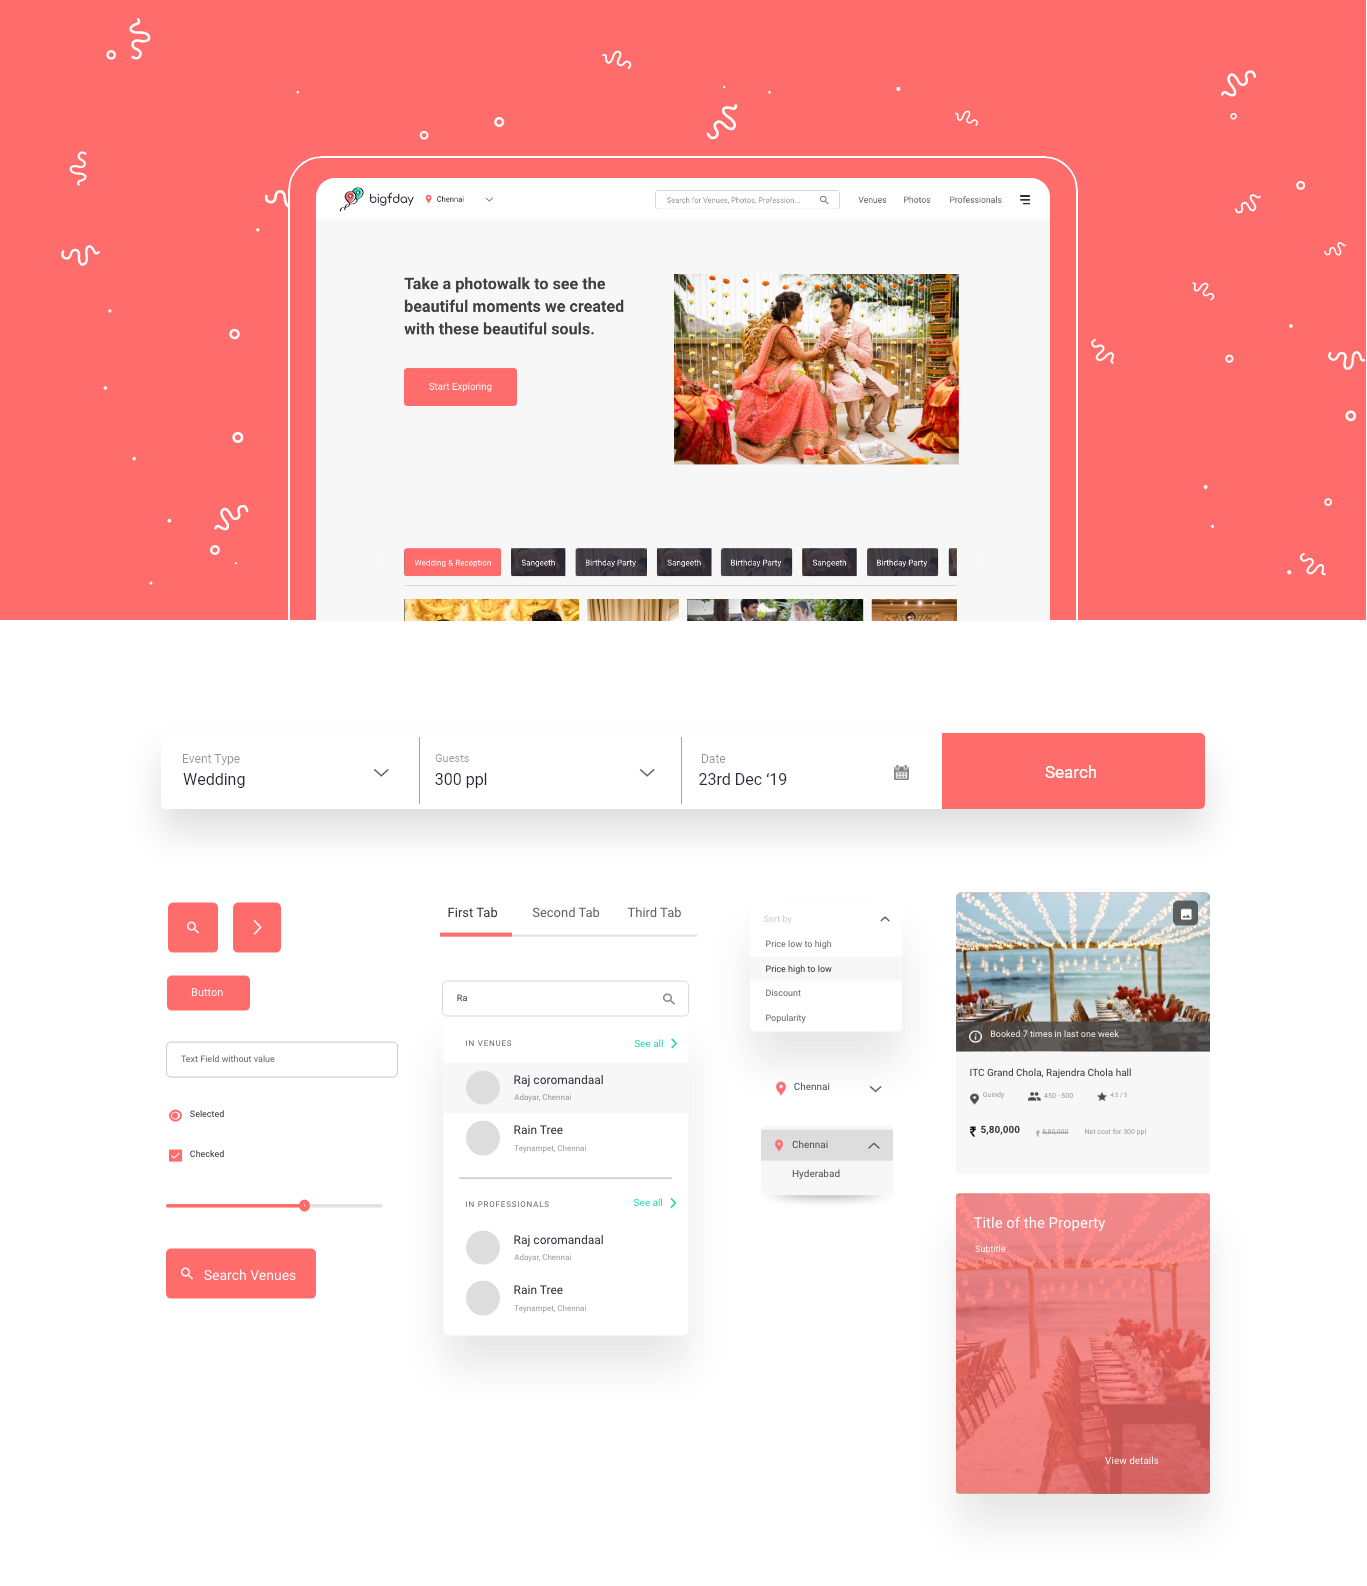 bigfday
Chennai
Search for Venues, Photos, Profession...
Venues
Photos
Professionals
Take a photowalk to see the
beautiful moments we created
with these beautiful souls.
Start Exploring
Wedding & Reception
Sangeeth
Birthday Party
Sangeeth
Birthday Party
Sangeeth
Birthday Party
Event Type
Wedding
Guests
300 ppl
Date
23rd Dec ‘19
Search
Button
Text Field without value
Selected
Checked
Search Venues
First Tab
Second Tab
Third Tab
Ra
IN VENUES
See all
Raj coromandaal
Adayar, Chennai
Rain Tree
Teynampet, Chennai
IN PROFESSIONALS
See all
Raj coromandaal
Adayar, Chennai
Rain Tree
Teynampet, Chennai
Sort by
Price low to high
Price high to low
Discount
Popularity
Chennai
Chennai
Hyderabad
Booked 7 times in last one week
ITC Grand Chola, Rajendra Chola hall
Guindy
450 - 500
4.5 / 5
₹ 5,80,000
₹ 8,80,000
Net cost for 300 ppl
Title of the Property
Subtitle
View details